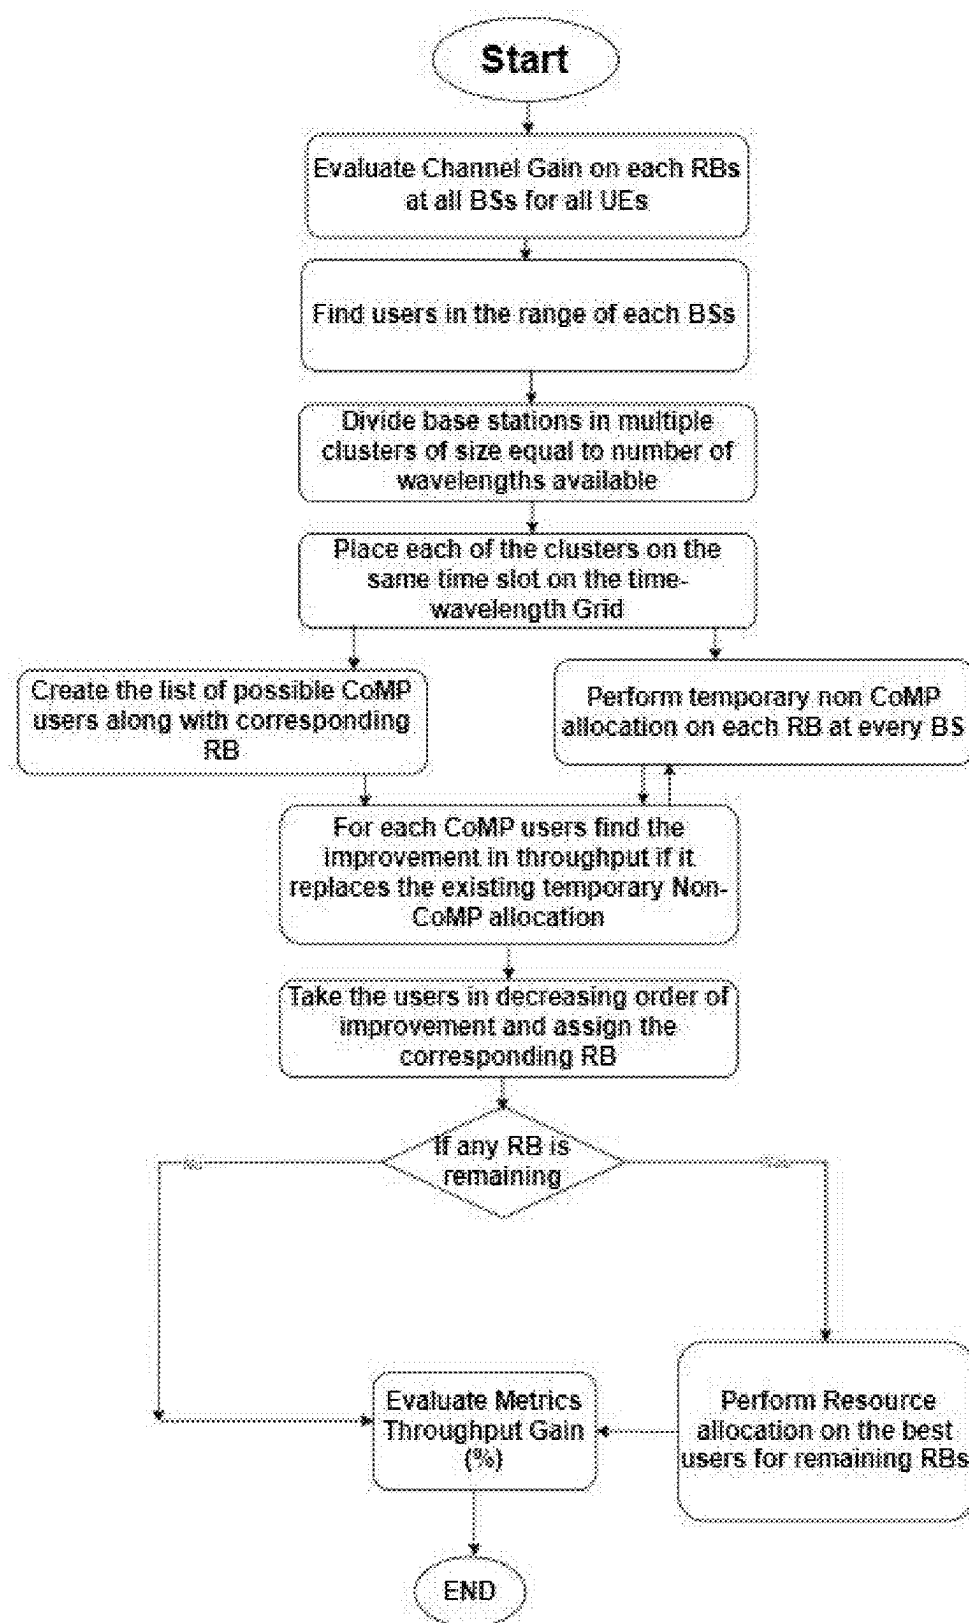 Start
Evaluate Channel Gain on each RBs
at all BSs for all UEs
Find users in the range of each BSs
Divide base stations in multiple
clusters of size equal to number of
wavelengths available
Place each of the clusters on the
same time slot on the time-
wavelength Grid
Create the list of possible CoMP
users along with corresponding
RB
Perform temporary non CoMP
allocation on each RB at every BS
For each CoMP users find the
improvement in throughput if it
replaces the existing temporary Non-
CoMP allocation
Take the users in decreasing order of
improvement and assign the
corresponding RB
If any RB is
remaining
Evaluate Metrics
Throughput Gain
(%)
Perform Resource
allocation on the best
users for remaining RBs
END